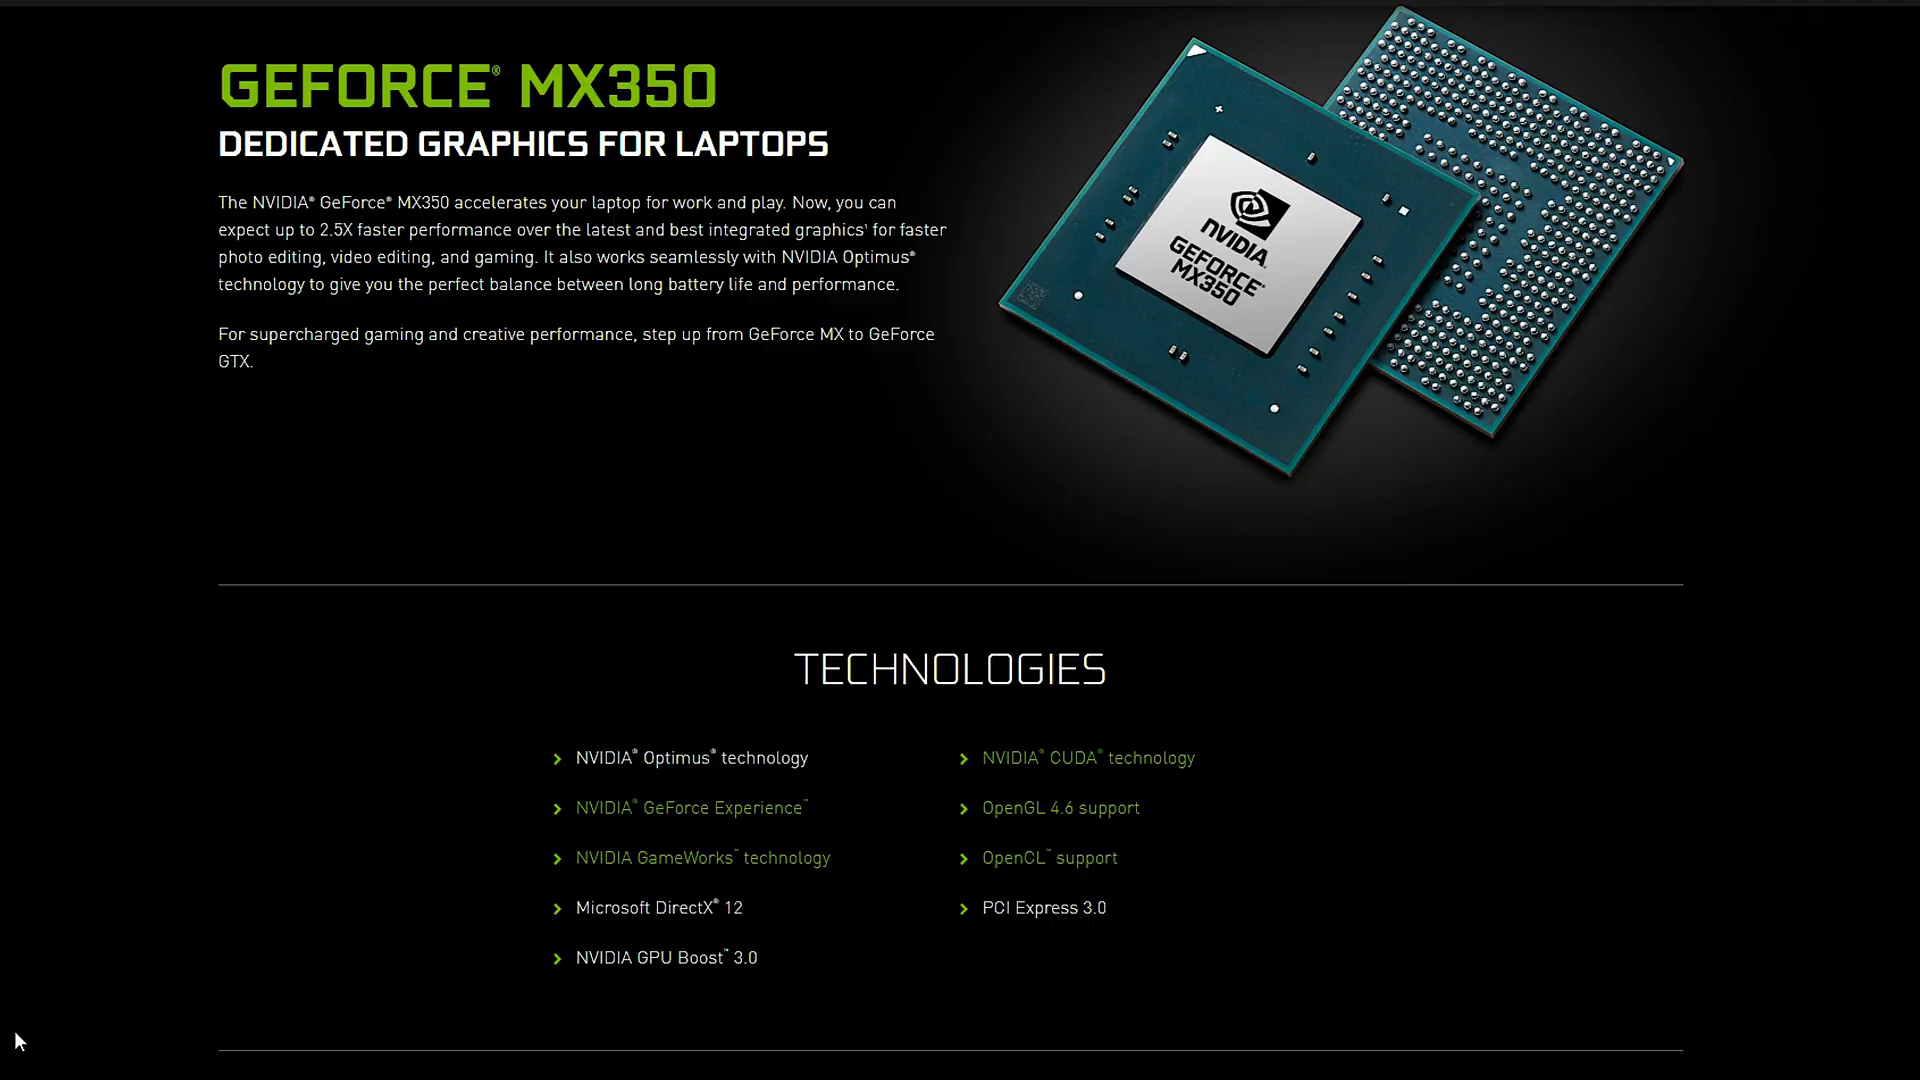 GEFORCE® MX350
DEDICATED GRAPHICS FOR LAPTOPS
The NVIDIA® GeForce® MX350 accelerates your laptop for work and play. Now, you can
expect up to 2.5X faster performance over the latest and best integrated graphics¹ for faster
photo editing, video editing, and gaming. It also works seamlessly with NVIDIA Optimus®
technology to give you the perfect balance between long battery life and performance.
For supercharged gaming and creative performance, step up from GeForce MX to GeForce
GTX.
NVIDIA.
GEFORCE®
MX350
TECHNOLOGIES
NVIDIA® Optimus® technology
NVIDIA® GeForce Experience™
NVIDIA GameWorks™ technology
Microsoft DirectX® 12
NVIDIA GPU Boost™ 3.0
NVIDIA® CUDA® technology
OpenGL 4.6 support
OpenCL™ support
PCI Express 3.0